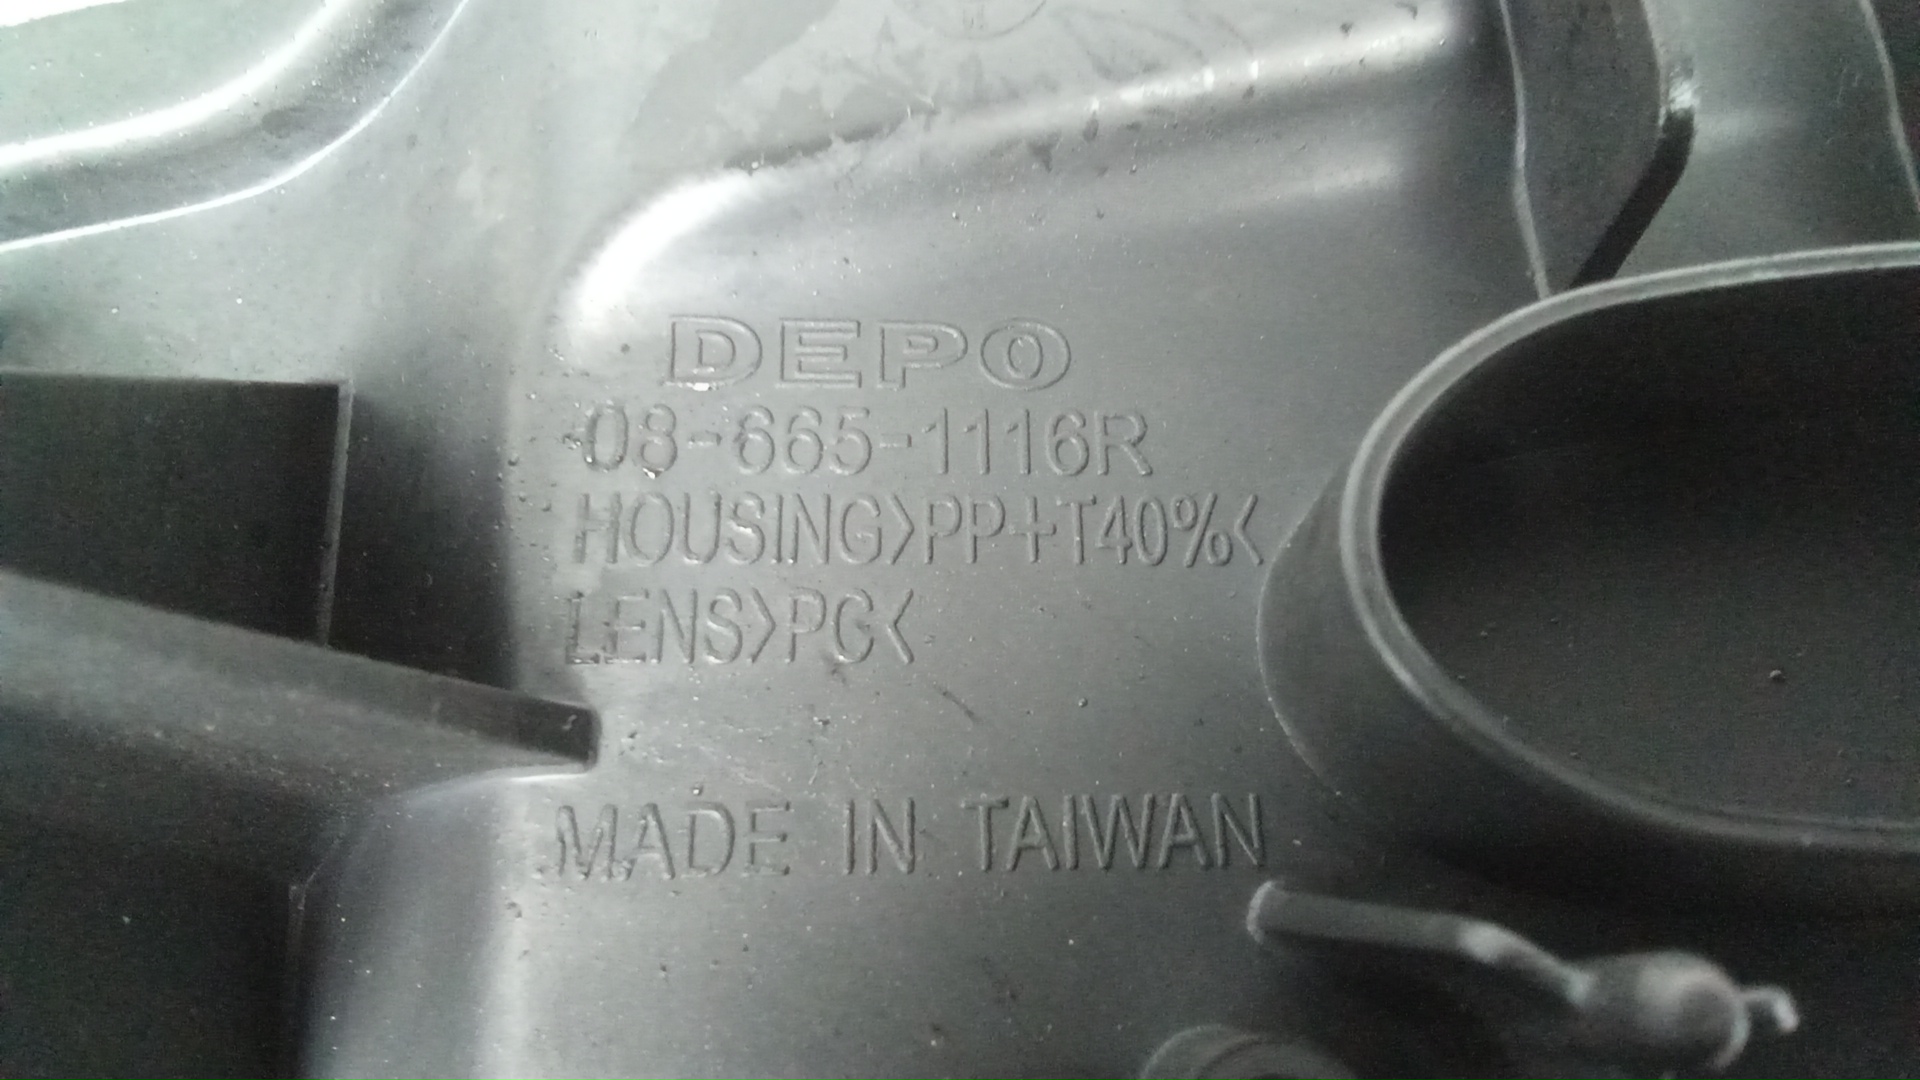 DEPO
08-665-1116R
HOUSING>PP+T40%<
LENS>PC<
MADE IN TAIWAN